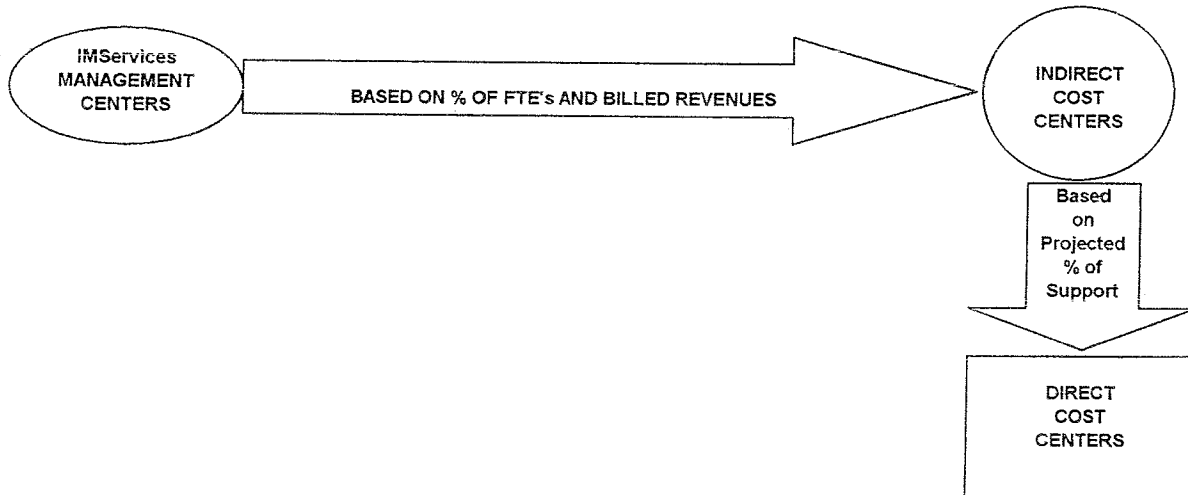 IMServices
MANAGEMENT
CENTERS
BASED ON % OF FTE's AND BILLED REVENUES
INDIRECT
COST
CENTERS
Based
on
Projected
% of
Support
DIRECT
COST
CENTERS